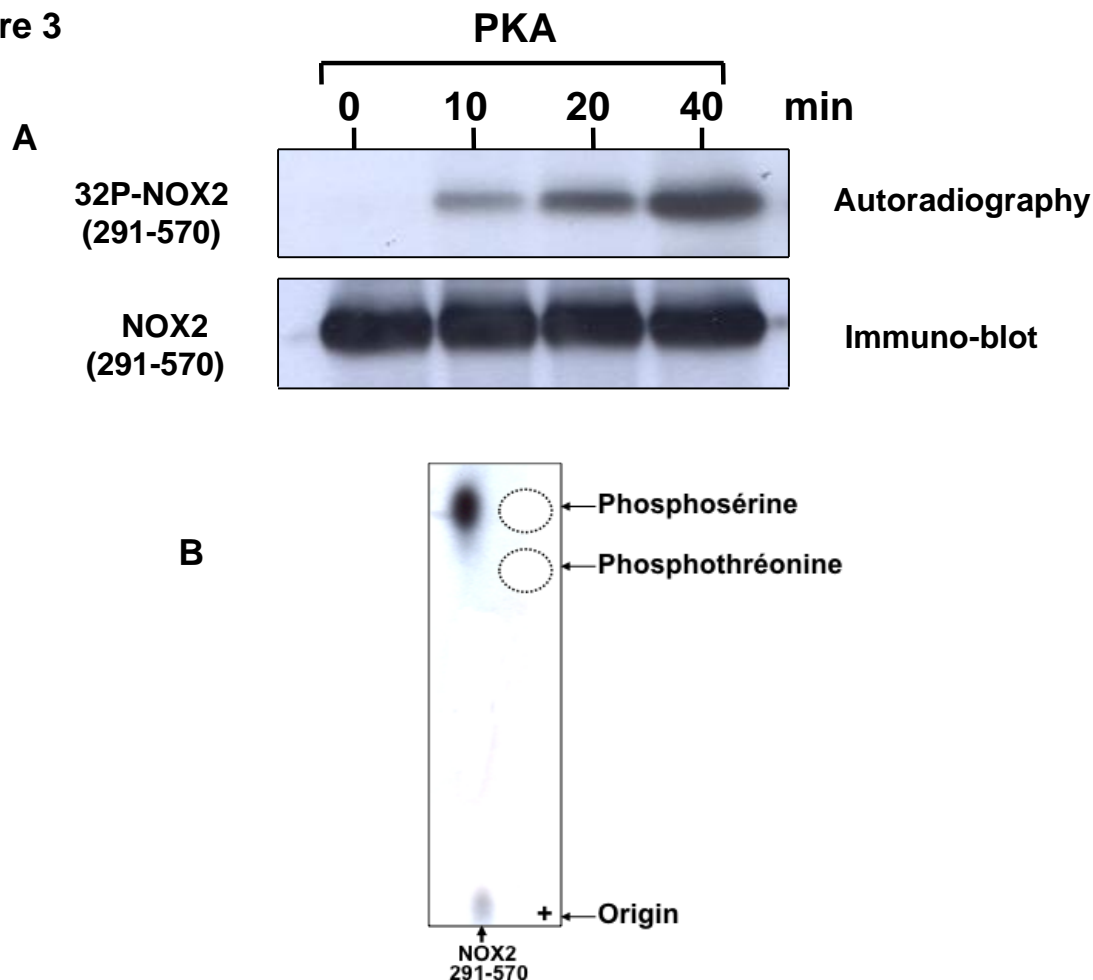 re 3
PKA
0 10 20 40 min
A
32P-NOX2
(291-570)
Autoradiography
NOX2
(291-570)
Immuno-blot
B
Phosphosérine
Phosphothréonine
+ Origin
NOX2
291-570